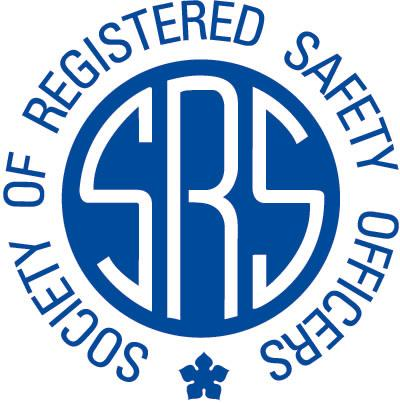 SOCIETY OF REGISTERED SAFETY OFFICERS
SRS